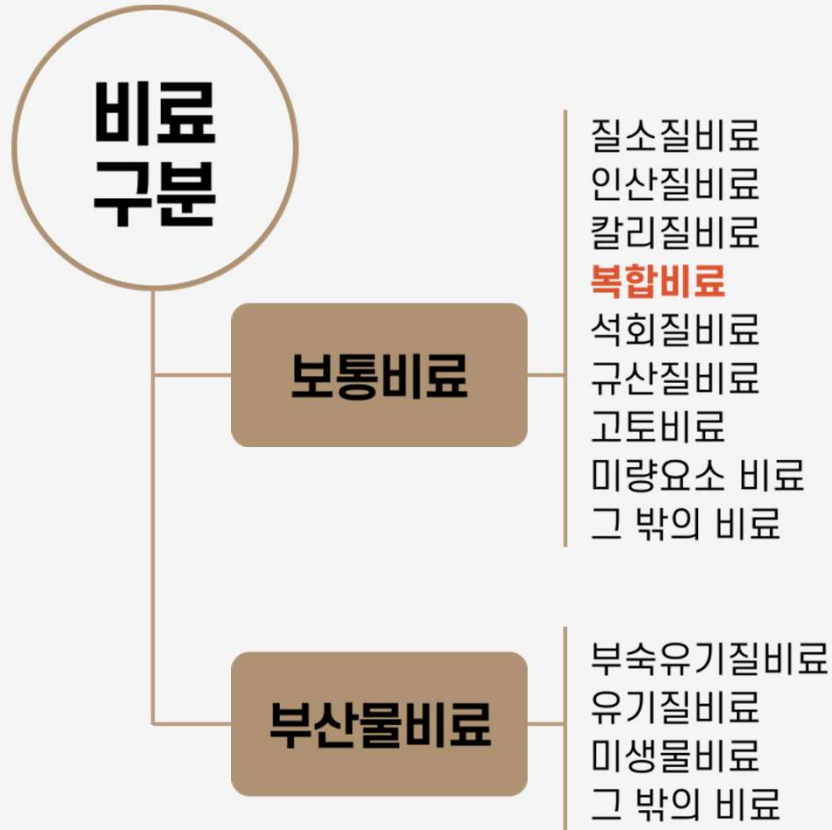 비료
구분
보통비료
질소질비료
인산질비료
칼리질비료
복합비료
석회질비료
규산질비료
고토비료
미량요소 비료
그 밖의 비료
부산물비료
부숙유기질비료
유기질비료
미생물비료
그 밖의 비료